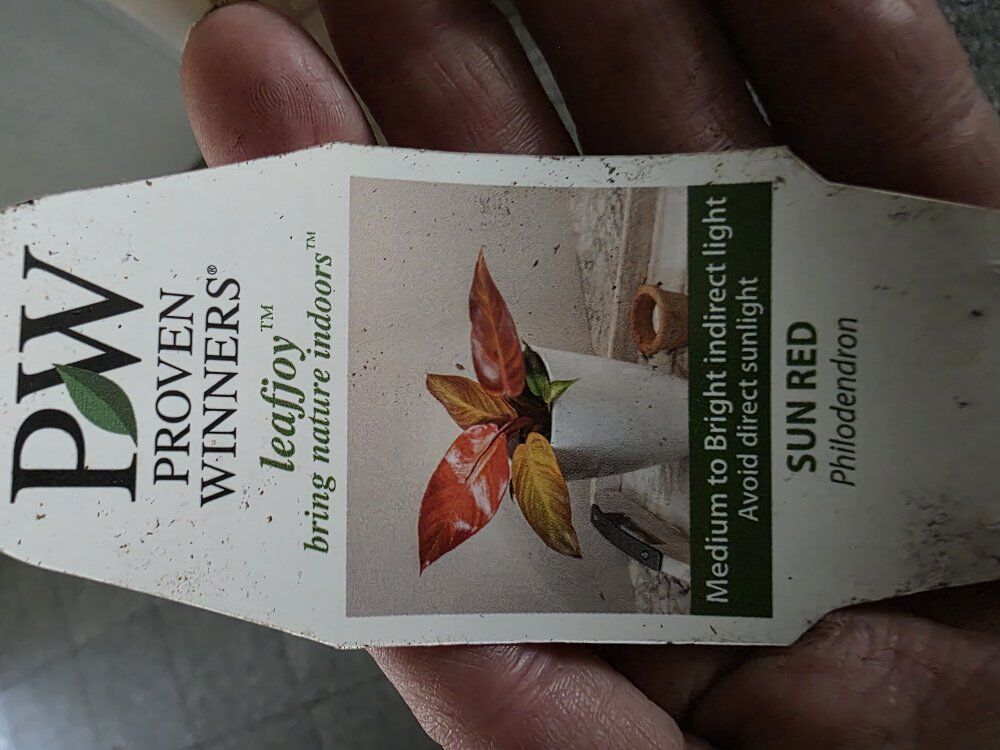 PW
PROVEN
WINNERS®
leafjoy™
bring nature indoors™
Medium to Bright indirect light
Avoid direct sunlight
SUN RED
Philodendron